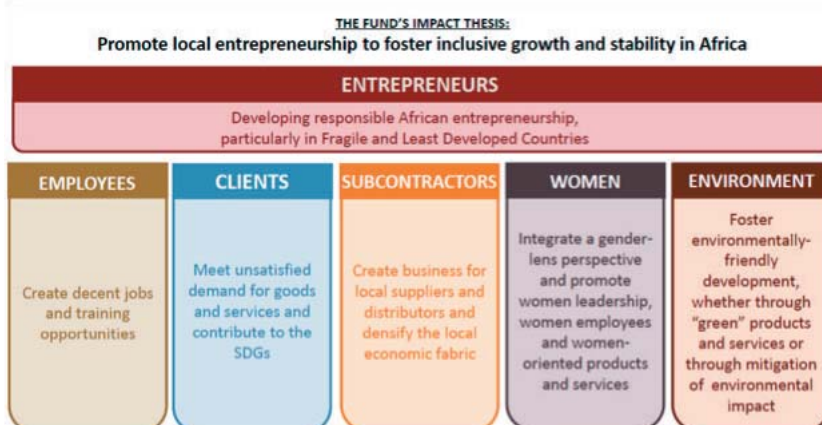 THE FUND'S IMPACT THESIS:
Promote local entrepreneurship to foster inclusive growth and stability in Africa
ENTREPRENEURS
Developing responsible African entrepreneurship,
particularly in Fragile and Least Developed Countries
EMPLOYEES
Create decent jobs
and training
opportunities
CLIENTS
Meet unsatisfied
demand for goods
and services and
contribute to the
SDGs
SUBCONTRACTORS
Create business for
local suppliers and
distributors and
densify the local
economic fabric
WOMEN
Integrate a gender-
lens perspective
and promote
women leadership,
women employees
and women-
oriented products
and services
ENVIRONMENT
Foster
environmentally-
friendly
development,
whether through
"green" products
and services or
through mitigation
of environmental
impact